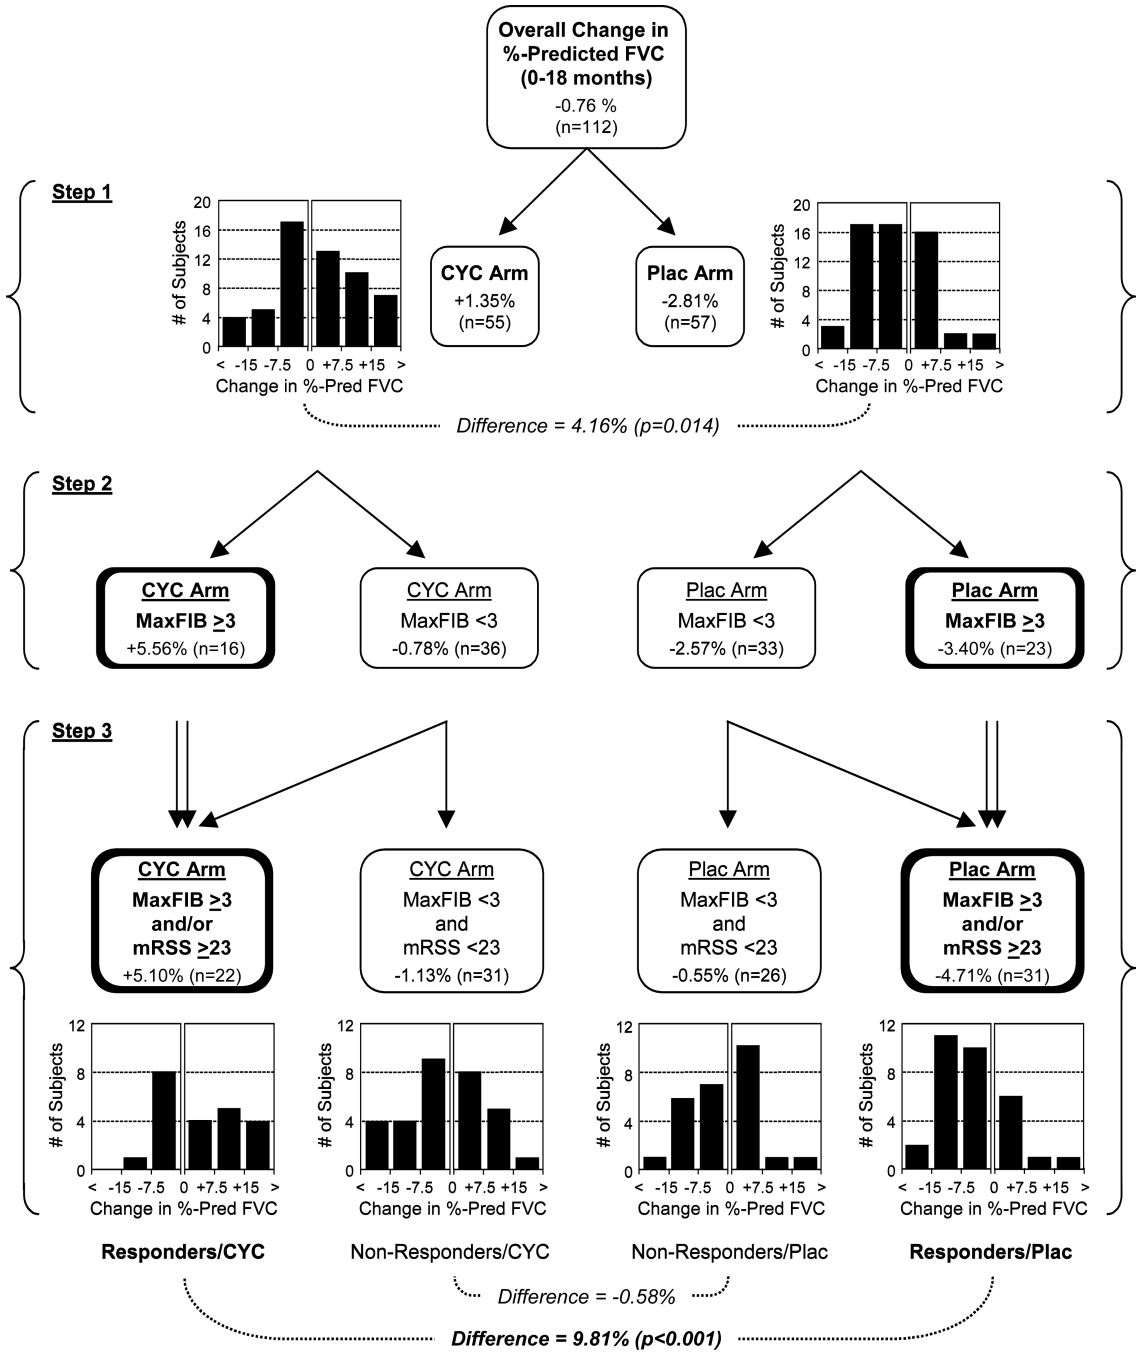 Overall Change in
%-Predicted FVC
(0-18 months)
-0.76 %
(n=112)
Step 1
20
16
12
8
4
0
# of Subjects
< -15 -7.5 0 +7.5 +15 >
Change in %-Pred FVC
CYC Arm
+1.35%
(n=55)
Plac Arm
-2.81%
(n=57)
20
16
12
8
4
0
# of Subjects
< -15 -7.5 0 +7.5 +15 >
Change in %-Pred FVC
Difference = 4.16% (p=0.014)
Step 2
CYC Arm
MaxFIB ≥3
+5.56% (n=16)
CYC Arm
MaxFIB <3
-0.78% (n=36)
Plac Arm
MaxFIB <3
-2.57% (n=33)
Plac Arm
MaxFIB ≥3
-3.40% (n=23)
Step 3
CYC Arm
MaxFIB ≥3
and/or
mRSS ≥23
+5.10% (n=22)
CYC Arm
MaxFIB <3
and
mRSS <23
-1.13% (n=31)
Plac Arm
MaxFIB <3
and
mRSS <23
-0.55% (n=26)
Plac Arm
MaxFIB ≥3
and/or
mRSS ≥23
-4.71% (n=31)
12
8
4
0
# of Subjects
< -15 -7.5 0 +7.5 +15 >
Change in %-Pred FVC
Responders/CYC
12
8
4
0
# of Subjects
< -15 -7.5 0 +7.5 +15 >
Change in %-Pred FVC
Non-Responders/CYC
12
8
4
0
# of Subjects
< -15 -7.5 0 +7.5 +15 >
Change in %-Pred FVC
Non-Responders/Plac
12
8
4
0
# of Subjects
< -15 -7.5 0 +7.5 +15 >
Change in %-Pred FVC
Responders/Plac
Difference = -0.58%
Difference = 9.81% (p<0.001)